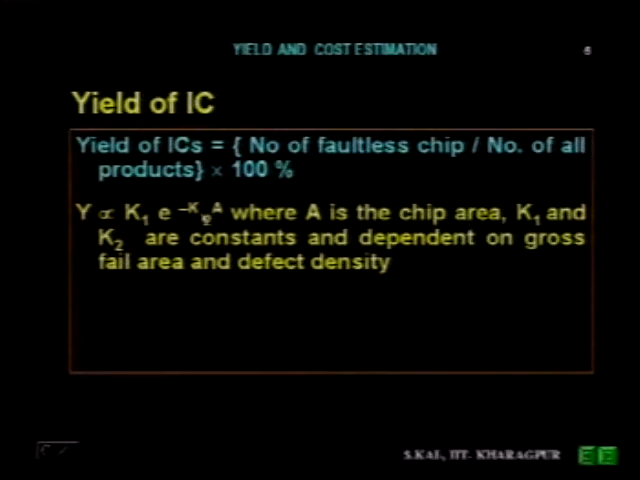 YIELD AND COST ESTIMATION
6
Yield of IC
Yield of ICs = { No of faultless chip / No. of all
products} × 100 %
Y ∝ K₁ e⁻ᴷ₂ᴬ where A is the chip area, K₁ and
K₂ are constants and dependent on gross
fail area and defect density
S.KAL, IIT- KHARAGPUR